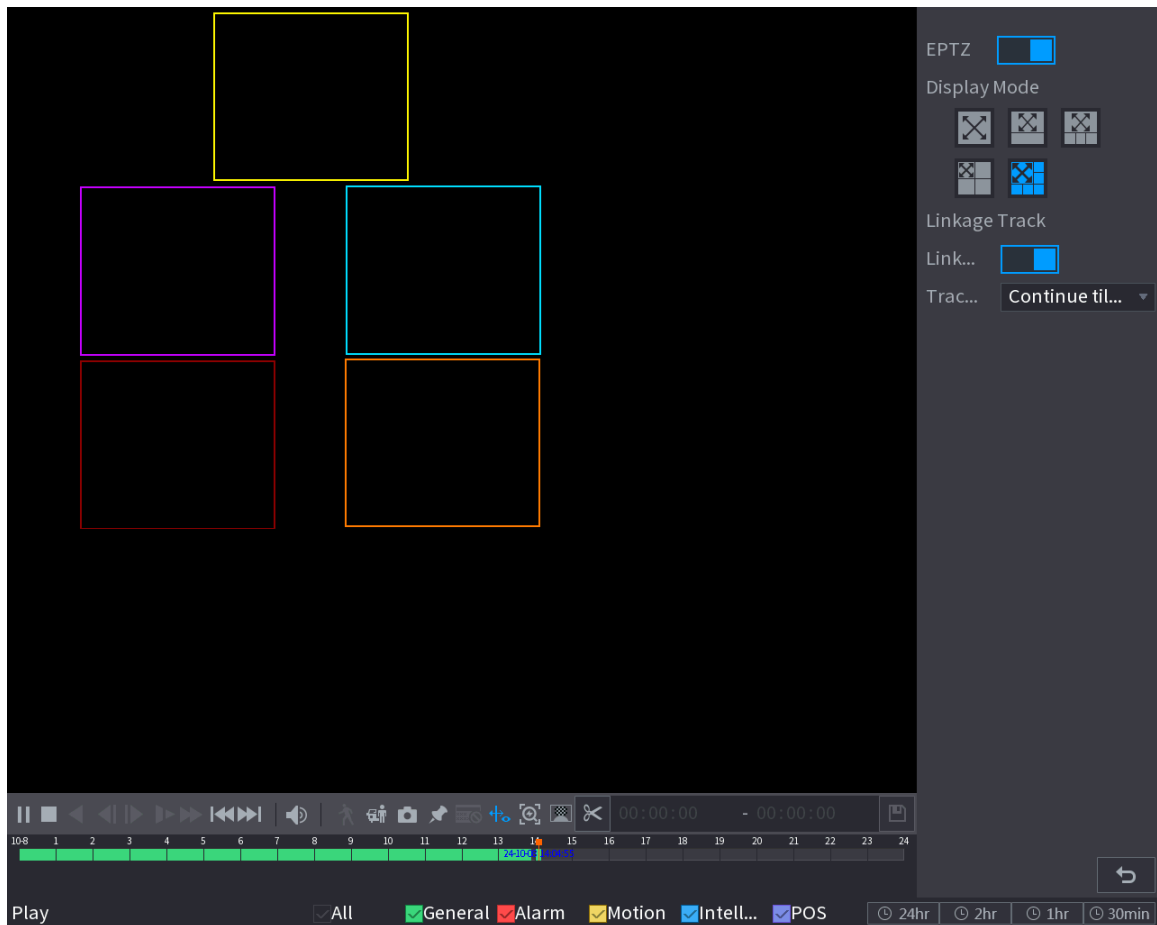 EPTZ
Display Mode
Linkage Track
Link...
Trac... Continue til...
00:00:00 - 00:00:00
10-8 1 2 3 4 5 6 7 8 9 10 11 12 13 14 15 16 17 18 19 20 21 22 23 24
Play All General Alarm Motion Intell... POS 24hr 2hr 1hr 30min